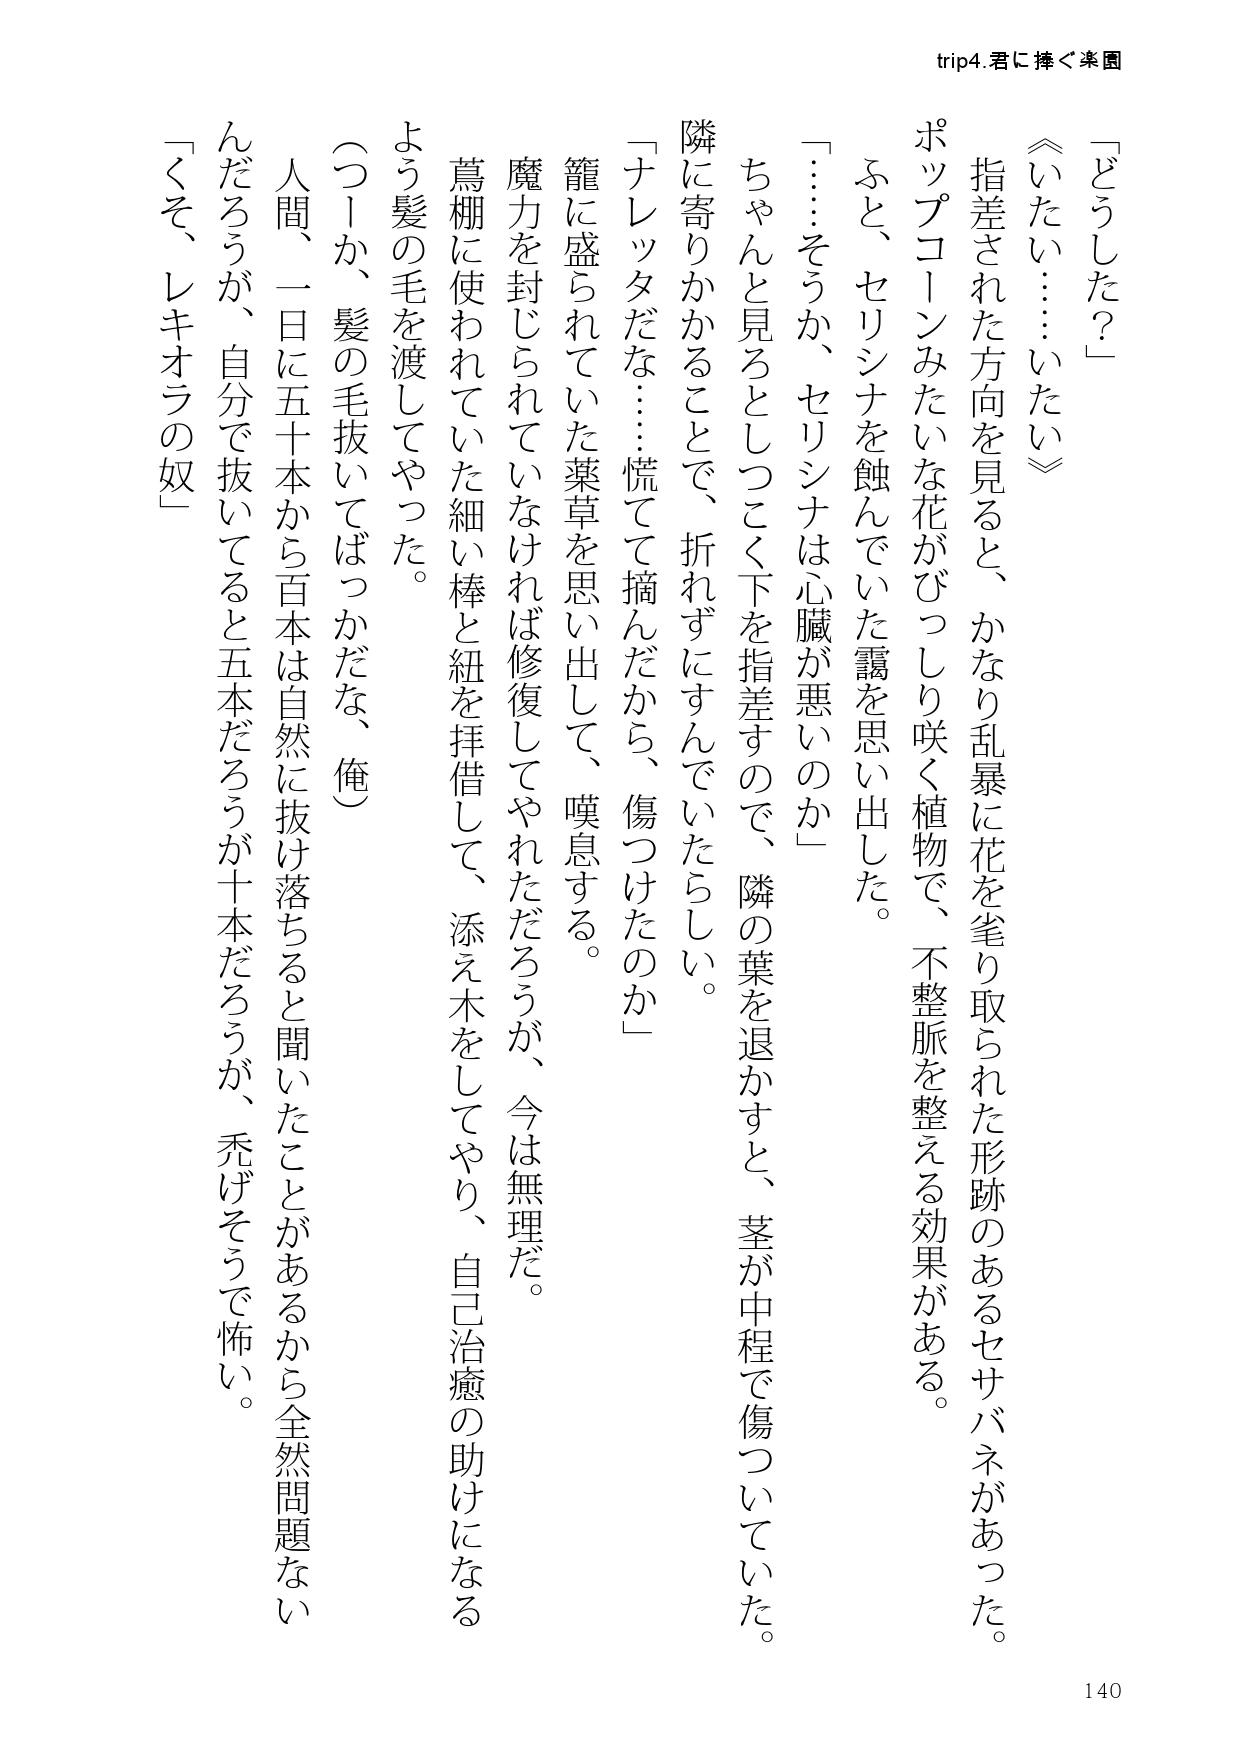 trip4.君に捧ぐ楽園
「どうした？」
《いたい……いたい》
　指差された方向を見ると、かなり乱暴に花を毟り取られた形跡のあるセサバネがあった。
ポップコーンみたいな花がびっしり咲く植物で、不整脈を整える効果がある。
　ふと、セリシナを蝕んでいた靄を思い出した。
「……そうか、セリシナは心臓が悪いのか」
　ちゃんと見ろとしつこく下を指差すので、隣の葉を退かすと、茎が中程で傷ついていた。
隣に寄りかかることで、折れずにすんでいたらしい。
「ナレッタだな……慌てて摘んだから、傷つけたのか」
　籠に盛られていた薬草を思い出して、嘆息する。
　魔力を封じられていなければ修復してやれただろうが、今は無理だ。
　蔦棚に使われていた細い棒と紐を拝借して、添え木をしてやり、自己治癒の助けになる
よう髪の毛を渡してやった。
（つーか、髪の毛抜いてばっかだな、俺）
　人間、一日に五十本から百本は自然に抜け落ちると聞いたことがあるから全然問題ない
んだろうが、自分で抜いてると五本だろうが十本だろうが、禿げそうで怖い。
「くそ、レキオラの奴」
140